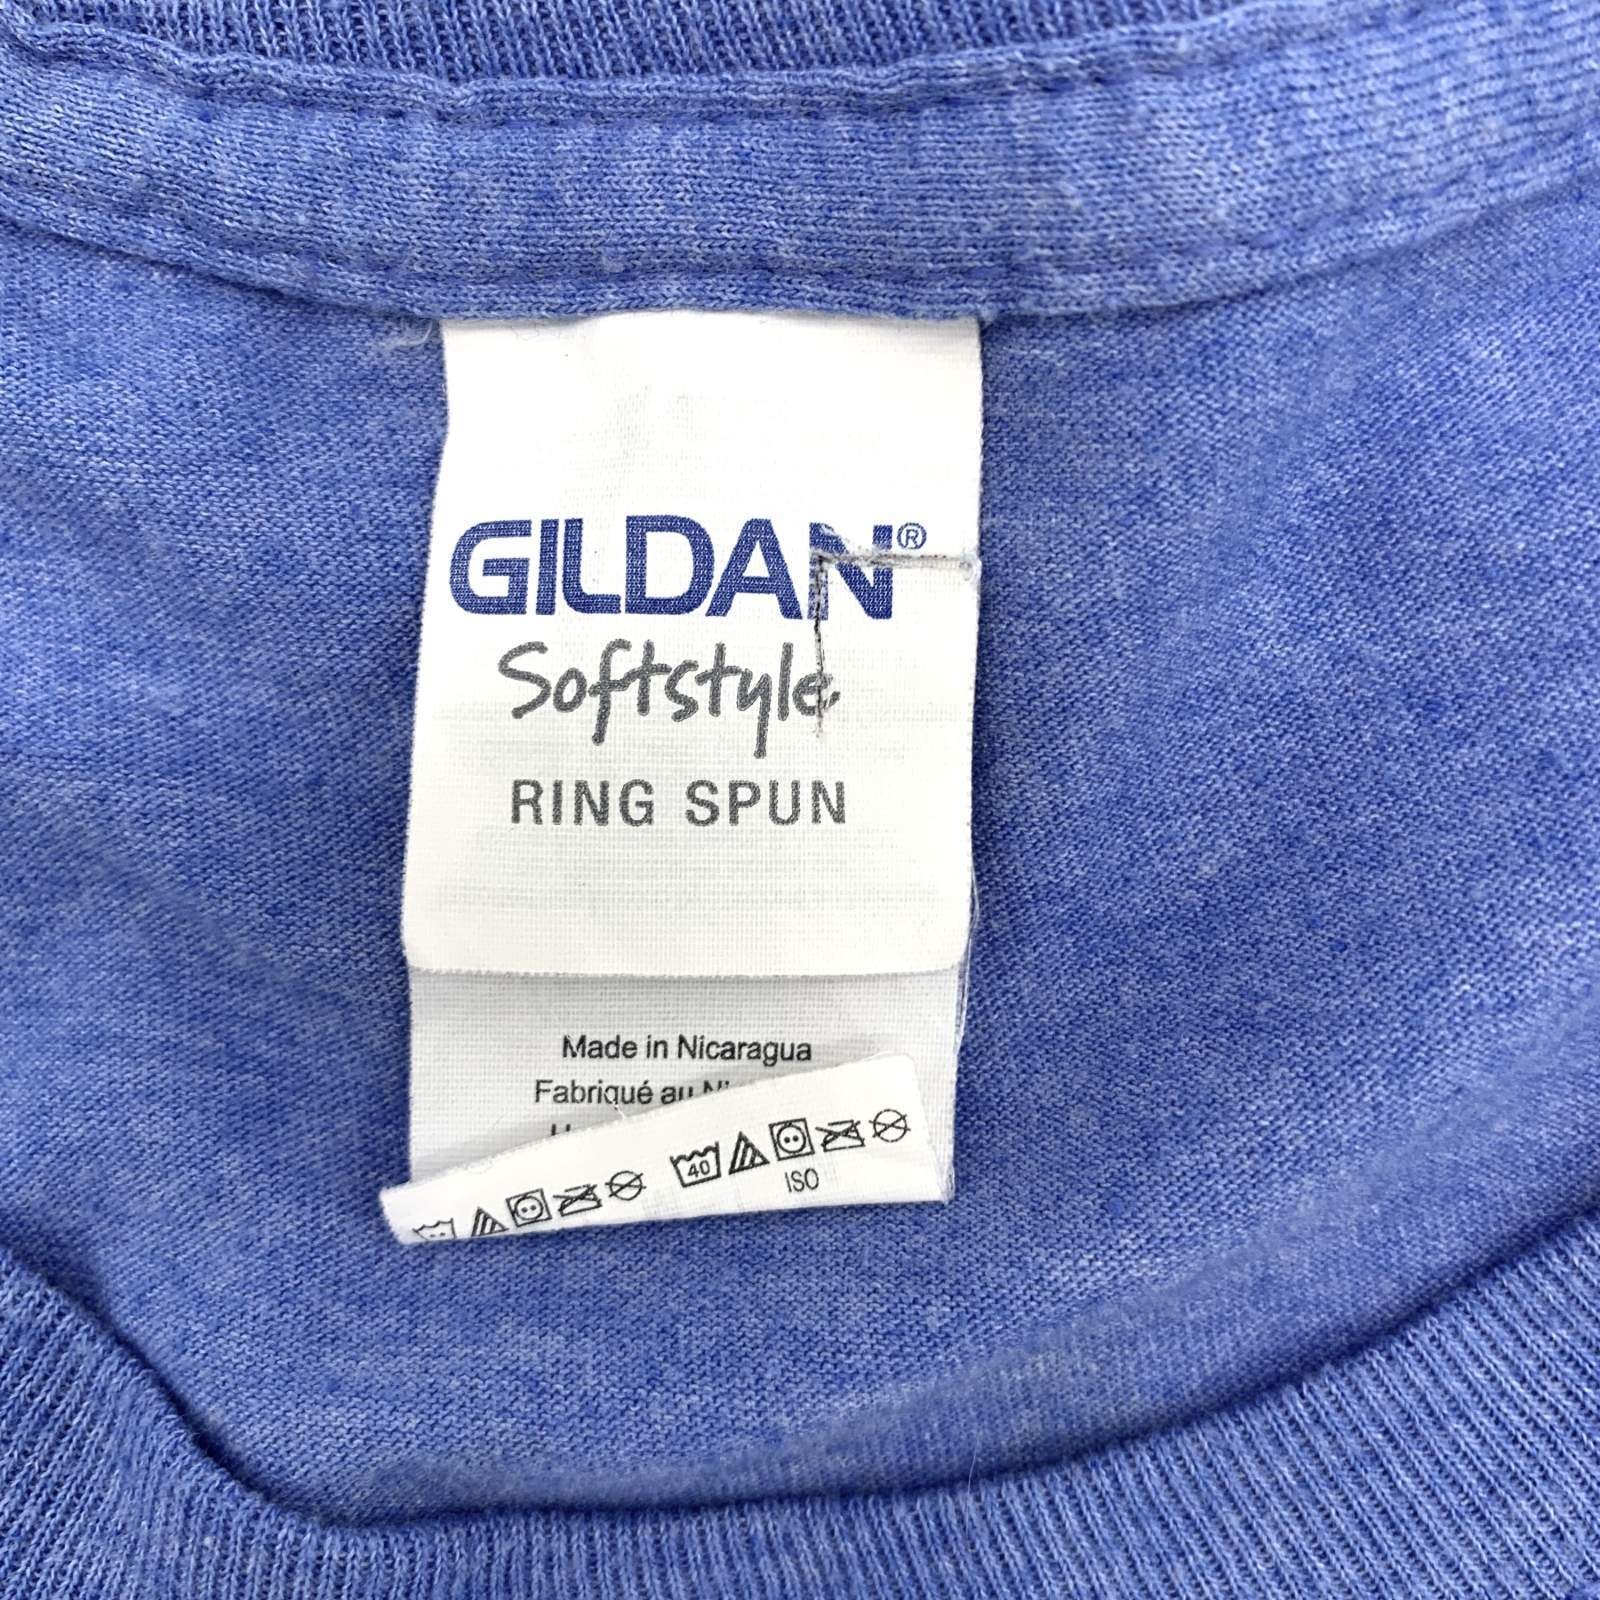 GILDAN®
Softstyle
RING SPUN
Made in Nicaragua
Fabriqué au
40
ISO